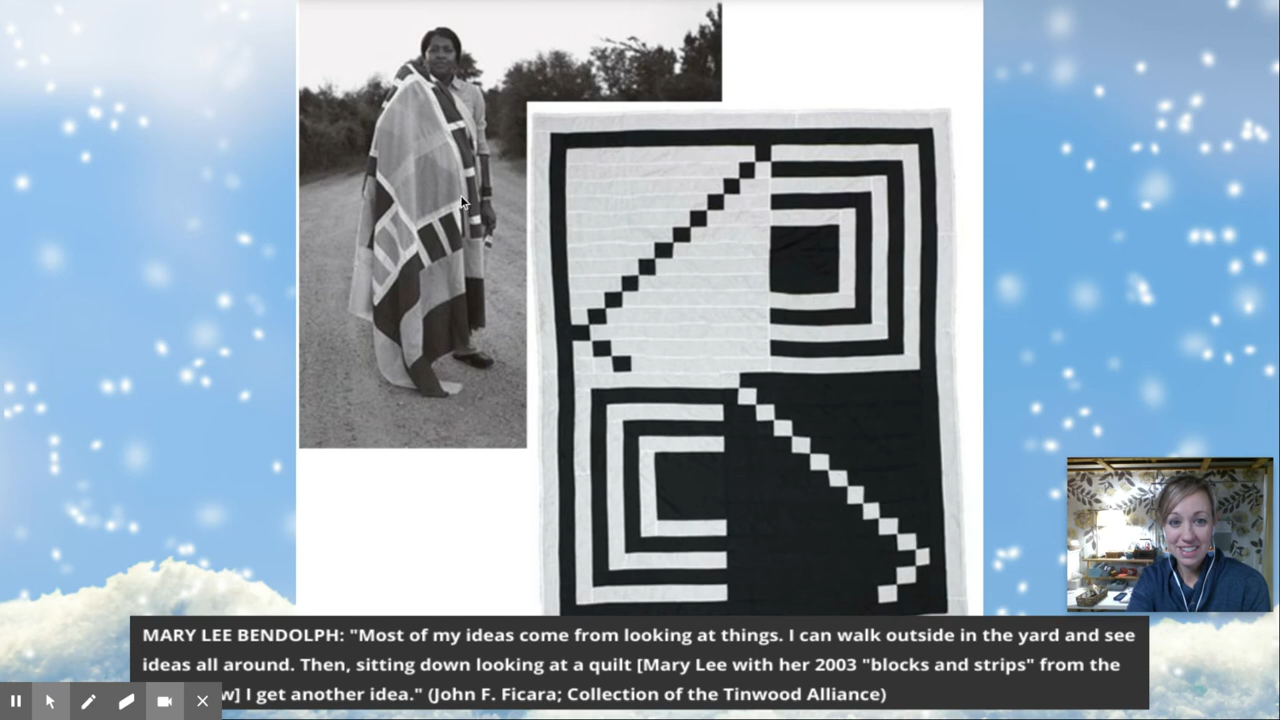 MARY LEE BENDOLPH: "Most of my ideas come from looking at things. I can walk outside in the yard and see
ideas all around. Then, sitting down looking at a quilt [Mary Lee with her 2003 "blocks and strips" from the
w] I get another idea." (John F. Ficara; Collection of the Tinwood Alliance)